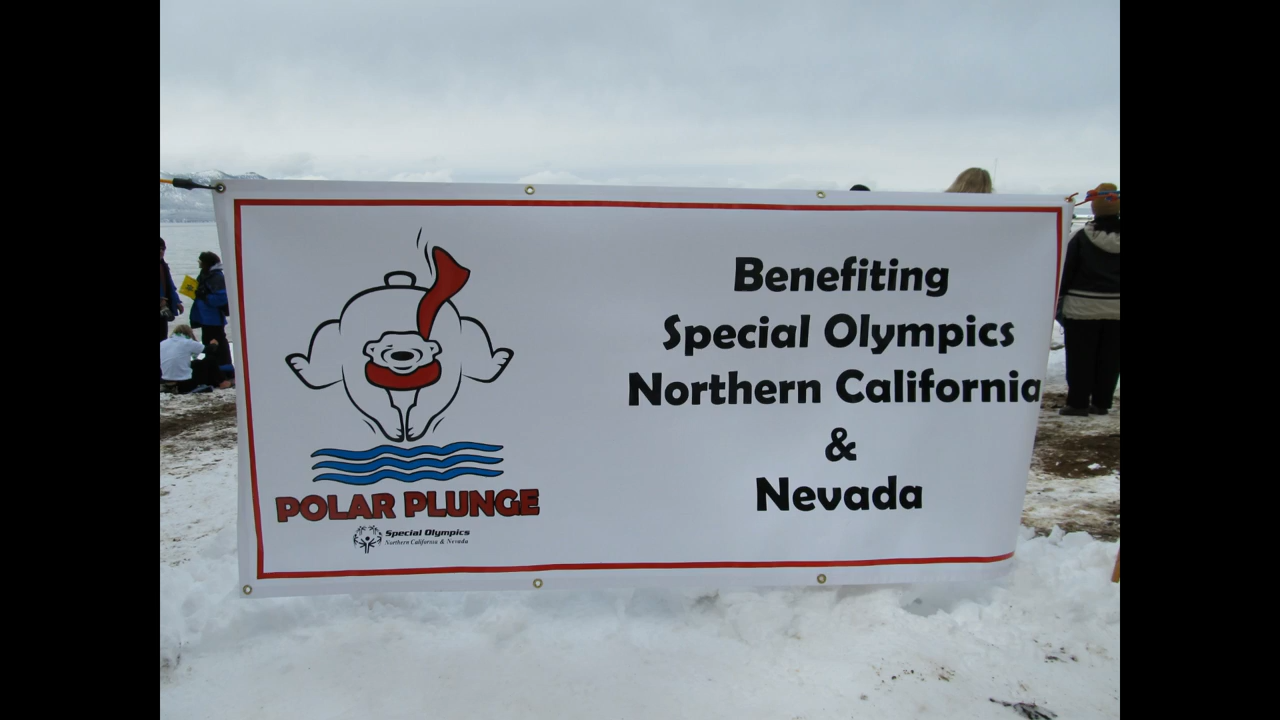 Benefiting
Special Olympics
Northern California
&
Nevada
POLAR PLUNGE
Special Olympics
Northern California & Nevada